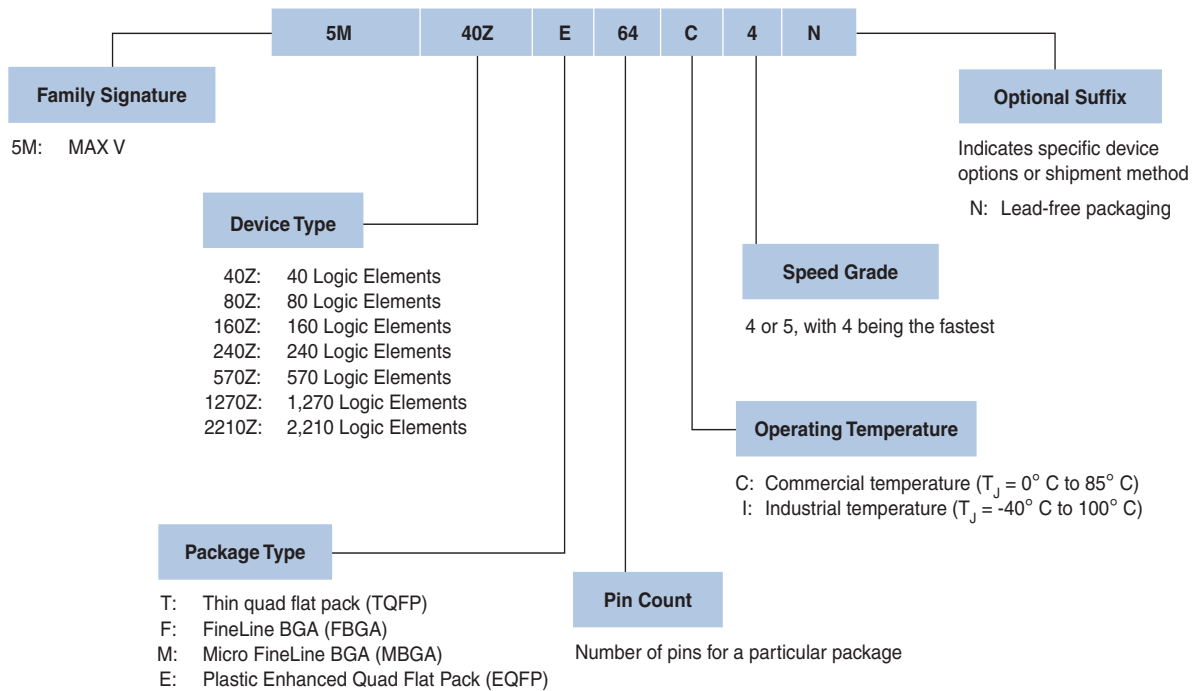 5M 40Z E 64 C 4 N
Family Signature
5M: MAX V
Optional Suffix
Indicates specific device
options or shipment method
N: Lead-free packaging
Device Type
40Z: 40 Logic Elements
80Z: 80 Logic Elements
160Z: 160 Logic Elements
240Z: 240 Logic Elements
570Z: 570 Logic Elements
1270Z: 1,270 Logic Elements
2210Z: 2,210 Logic Elements
Speed Grade
4 or 5, with 4 being the fastest
Operating Temperature
C: Commercial temperature (TJ = 0° C to 85° C)
I: Industrial temperature (TJ = -40° C to 100° C)
Package Type
T: Thin quad flat pack (TQFP)
F: FineLine BGA (FBGA)
M: Micro FineLine BGA (MBGA)
E: Plastic Enhanced Quad Flat Pack (EQFP)
Pin Count
Number of pins for a particular package